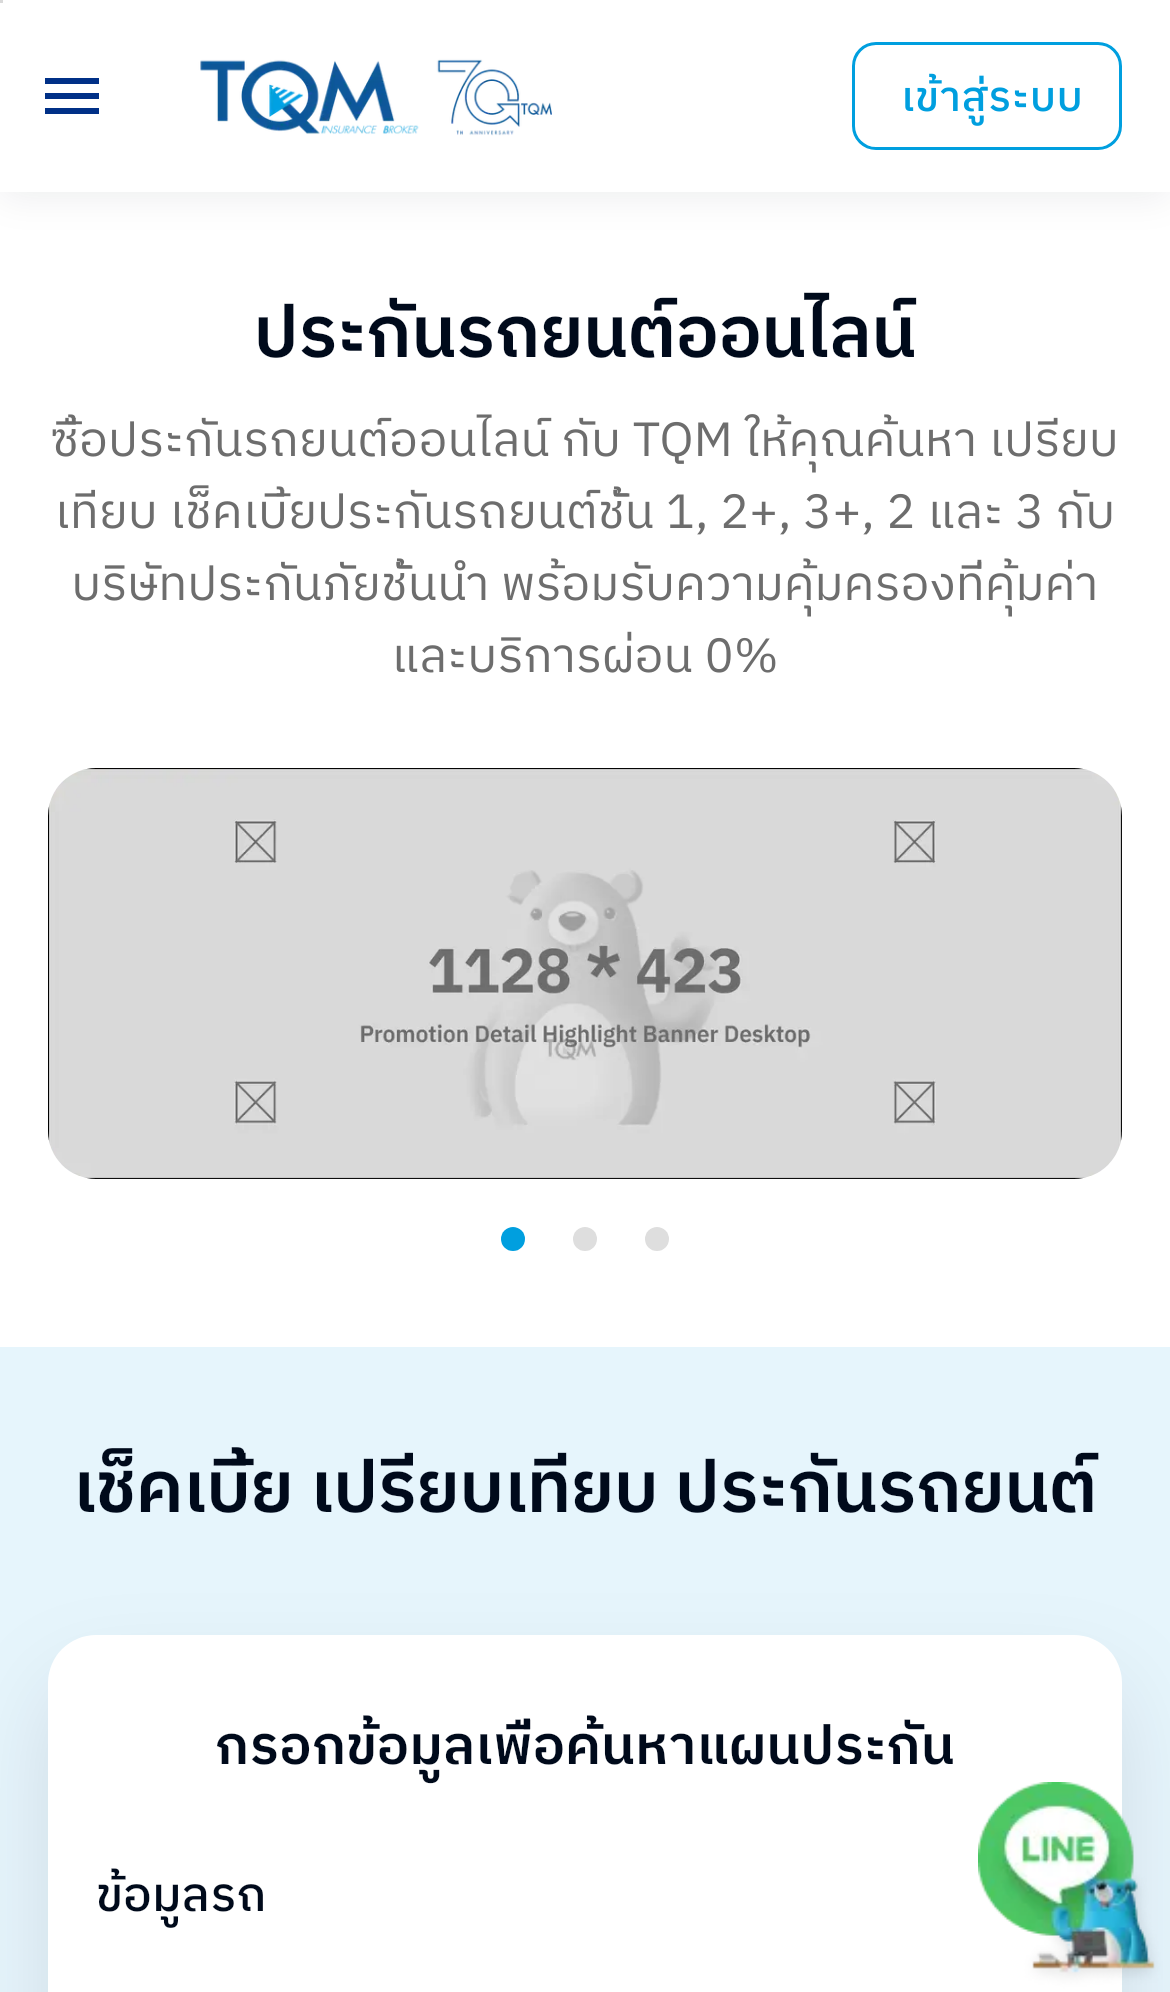 TQM
INSURANCE BROKER
70 TQM
TH ANNIVERSARY
เข้าสู่ระบบ
ประกันรถยนต์ออนไลน์
ซื้อประกันรถยนต์ออนไลน์ กับ TQM ให้คุณค้นหา เปรียบ
เทียบ เช็คเบี้ยประกันรถยนต์ชั้น 1, 2+, 3+, 2 และ 3 กับ
บริษัทประกันภัยชั้นนำ พร้อมรับความคุ้มครองที่คุ้มค่า
และบริการผ่อน 0%
1128 * 423
Promotion Detail Highlight Banner Desktop
TQM
เช็คเบี้ย เปรียบเทียบ ประกันรถยนต์
กรอกข้อมูลเพื่อค้นหาแผนประกัน
LINE
ข้อมูลรถ